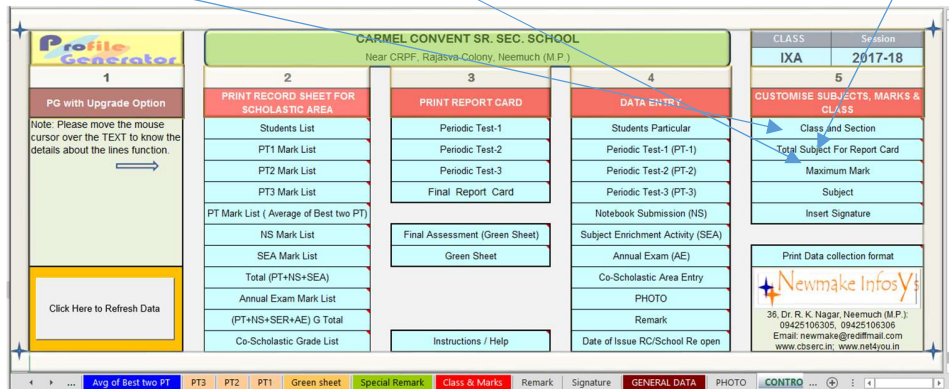 Profile
Generator
CARMEL CONVENT SR. SEC. SCHOOL
Near CRPF, Rajasva Colony, Neemuch (M.P.)
CLASS Session
IXA 2017-18
1
PG with Upgrade Option
Note: Please move the mouse
cursor over the TEXT to know the
details about the lines function.
Click Here to Refresh Data
2
PRINT RECORD SHEET FOR
SCHOLASTIC AREA
Students List
PT1 Mark List
PT2 Mark List
PT3 Mark List
PT Mark List ( Average of Best two PT)
NS Mark List
SEA Mark List
Total (PT+NS+SEA)
Annual Exam Mark List
(PT+NS+SER+AE) G Total
Co-Scholastic Grade List
3
PRINT REPORT CARD
Periodic Test-1
Periodic Test-2
Periodic Test-3
Final Report Card
Final Assessment (Green Sheet)
Green Sheet
Instructions / Help
4
DATA ENTRY
Students Particular
Periodic Test-1 (PT-1)
Periodic Test-2 (PT-2)
Periodic Test-3 (PT-3)
Notebook Submission (NS)
Subject Enrichment Activity (SEA)
Annual Exam (AE)
Co-Scholastic Area Entry
PHOTO
Remark
Date of Issue RC/School Re open
5
CUSTOMISE SUBJECTS, MARKS &
CLASS
Class and Section
Total Subject For Report Card
Maximum Mark
Subject
Insert Signature
Print Data collection format
Newmake InfosYs
36, Dr. R. K. Nagar, Neemuch (M.P.):
09425106305, 09425106306
Email: newmake@rediffmail.com
www.cbserc.in; www.net4you.in
... Avg of Best two PT PT3 PT2 PT1 Green sheet Special Remark Class & Marks Remark Signature GENERAL DATA PHOTO CONTRO ...